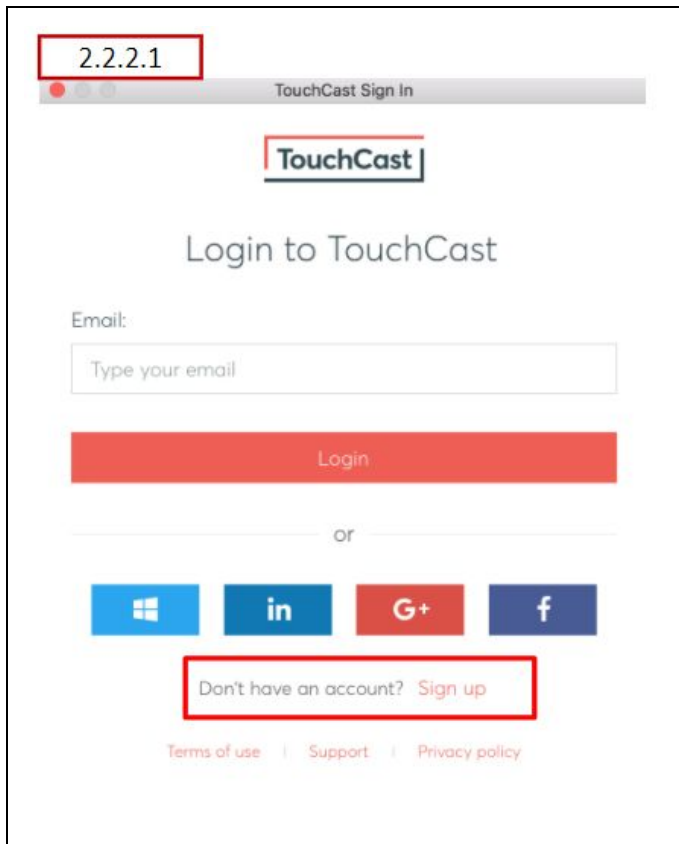 2.2.2.1
TouchCast Sign In
TouchCast
Login to TouchCast
Email:
Type your email
Login
or
in G+ f
Don't have an account? Sign up
Terms of use | Support | Privacy policy